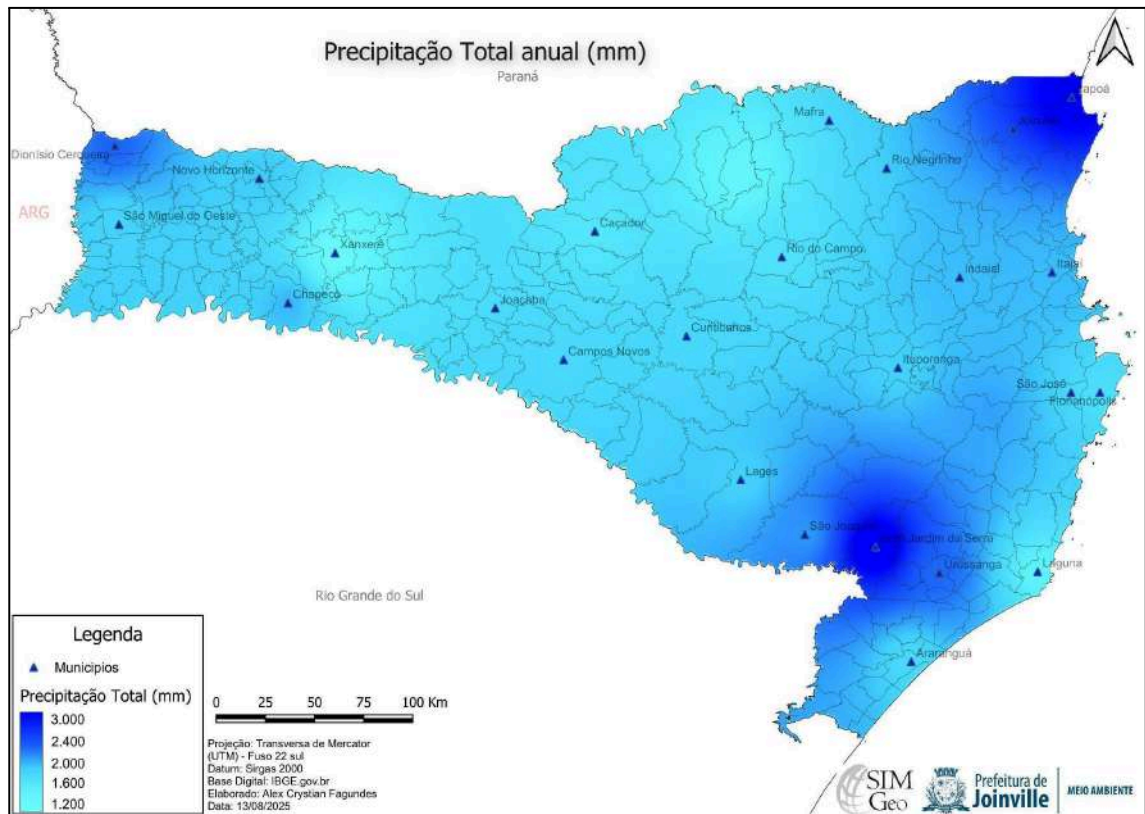 Precipitação Total anual (mm)
Paraná
Itapoá
Mafra
Joinville
Dionísio Cerqueira
Rio Negrinho
Novo Horizonte
ARG
São Miguel do Oeste
Caçador
Xanxerê
Rio do Campo
Itajaí
Indaial
Chapecó
Joaçaba
Curitibanos
Campos Novos
Ituporanga
São José
Florianópolis
Lages
São Joaquim
Bom Jardim da Serra
Urussanga
Laguna
Rio Grande do Sul
Araranguá
Legenda
Municipios
Precipitação Total (mm)
3.000
2.400
2.000
1.600
1.200
0 25 50 75 100 Km
Projeção: Transversa de Mercator
(UTM) - Fuso 22 sul
Datum: Sirgas 2000
Base Digital: IBGE.gov.br
Elaborado: Alex Crystian Fagundes
Data: 13/08/2025
SIM
Geo
Prefeitura de
Joinville
MEIO AMBIENTE